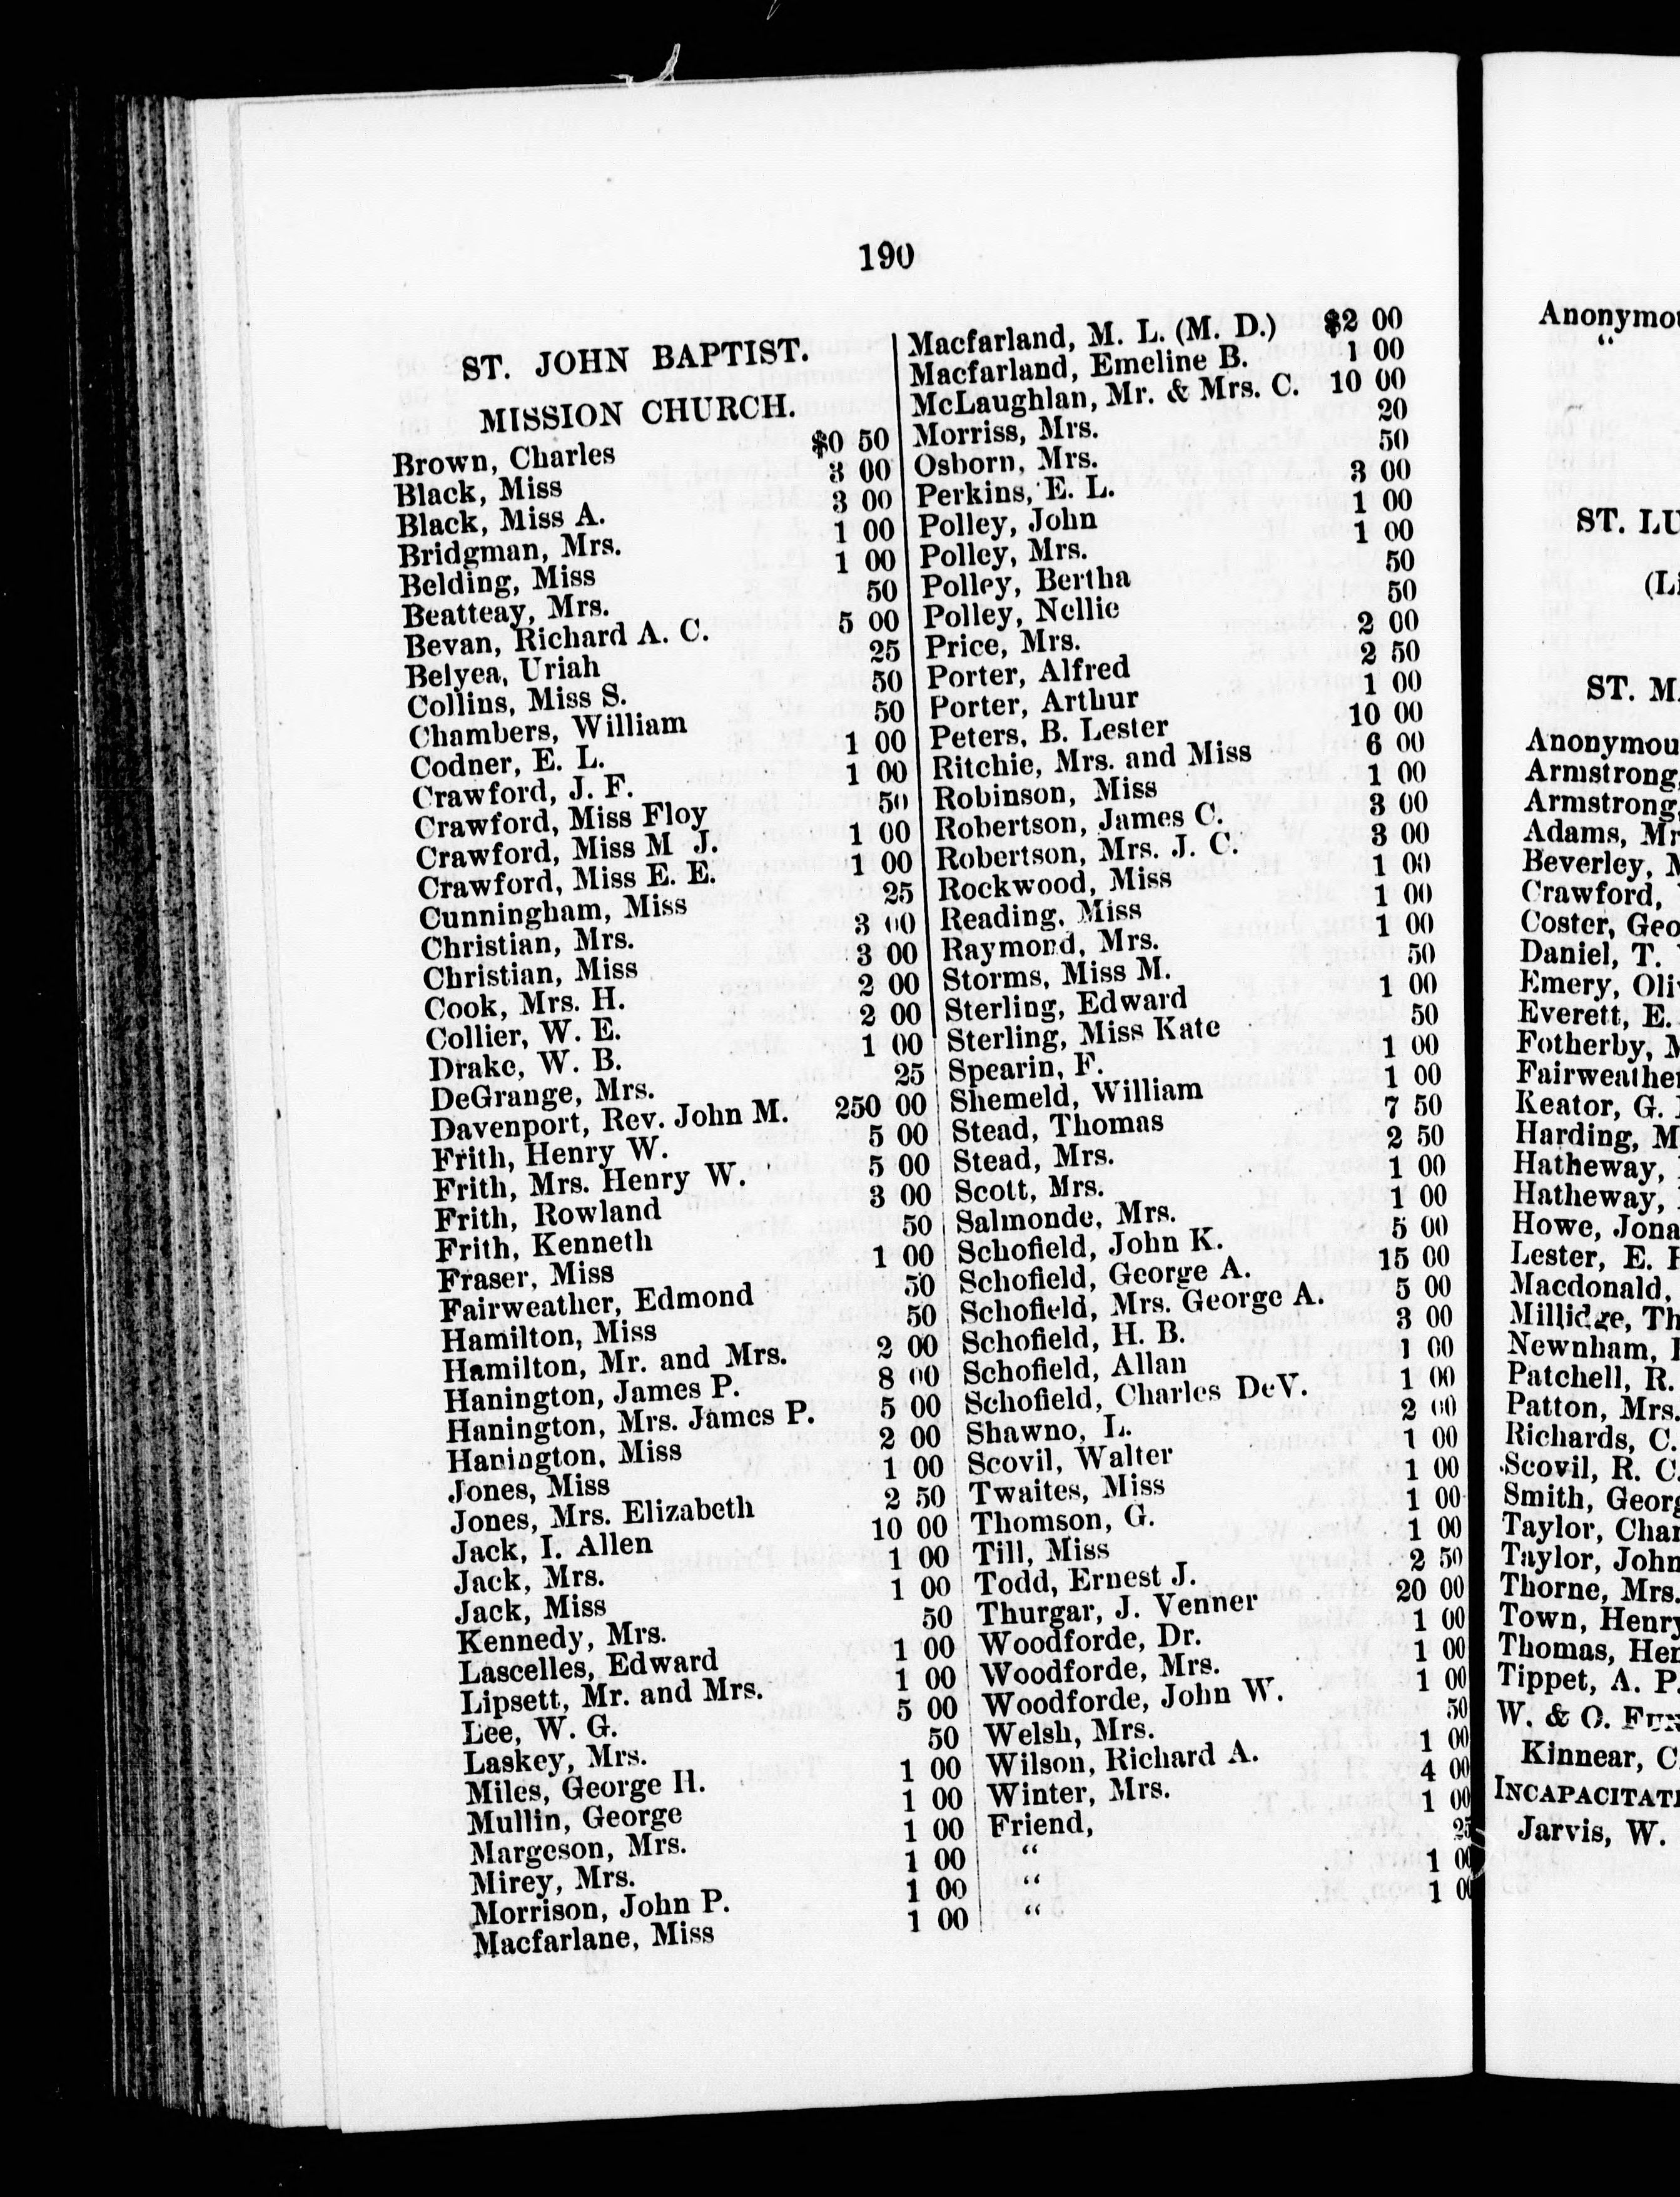 190
ST. JOHN BAPTIST.
MISSION CHURCH.
Brown, Charles $0 50
Black, Miss 3 00
Black, Miss A. 3 00
Bridgman, Mrs. 1 00
Belding, Miss 1 00
Beatteay, Mrs. 50
Bevan, Richard A. C. 5 00
Belyea, Uriah 25
Collins, Miss S. 50
Chambers, William 50
Codner, E. L. 1 00
Crawford, J. F. 1 00
Crawford, Miss Floy 50
Crawford, Miss M J. 1 00
Crawford, Miss E. E. 1 00
Cunningham, Miss 25
Christian, Mrs. 3 00
Christian, Miss 3 00
Cook, Mrs. H. 2 00
Collier, W. E. 2 00
Drake, W. B. 1 00
DeGrange, Mrs. 25
Davenport, Rev. John M. 250 00
Frith, Henry W. 5 00
Frith, Mrs. Henry W. 5 00
Frith, Rowland 3 00
Frith, Kenneth 50
Fraser, Miss 1 00
Fairweather, Edmond 50
Hamilton, Miss 50
Hamilton, Mr. and Mrs. 2 00
Hanington, James P. 8 00
Hanington, Mrs. James P. 5 00
Hanington, Miss 2 00
Jones, Miss 1 00
Jones, Mrs. Elizabeth 2 50
Jack, I. Allen 10 00
Jack, Mrs. 1 00
Jack, Miss 1 00
Kennedy, Mrs. 50
Lascelles, Edward 1 00
Lipsett, Mr. and Mrs. 1 00
Lee, W. G. 5 00
Laskey, Mrs. 50
Miles, George H. 1 00
Mullin, George 1 00
Margeson, Mrs. 1 00
Mirey, Mrs. 1 00
Morrison, John P. 1 00
Macfarlane, Miss 1 00
Macfarland, M. L. (M. D.) $2 00
Macfarland, Emeline B. 1 00
McLaughlan, Mr. & Mrs. C. 10 00
Morriss, Mrs. 20
Osborn, Mrs. 50
Perkins, E. L. 3 00
Polley, John 1 00
Polley, Mrs. 1 00
Polley, Bertha 50
Polley, Nellie 50
Price, Mrs. 2 00
Porter, Alfred 2 50
Porter, Arthur 1 00
Peters, B. Lester 10 00
Ritchie, Mrs. and Miss 6 00
Robinson, Miss 1 00
Robertson, James C. 3 00
Robertson, Mrs. J. C. 3 00
Rockwood, Miss 1 00
Reading, Miss 1 00
Raymond, Mrs. 1 00
Storms, Miss M. 50
Sterling, Edward 1 00
Sterling, Miss Kate 50
Spearin, F. 1 00
Shemeld, William 1 00
Stead, Thomas 7 50
Stead, Mrs. 2 50
Scott, Mrs. 1 00
Salmonde, Mrs. 1 00
Schofield, John K. 5 00
Schofield, George A. 15 00
Schofield, Mrs. George A. 5 00
Schofield, H. B. 3 00
Schofield, Allan 1 00
Schofield, Charles DeV. 1 00
Shawno, L. 2 00
Scovil, Walter 1 00
Twaites, Miss 1 00
Thomson, G. 1 00
Till, Miss 1 00
Todd, Ernest J. 2 50
Thurgar, J. Venner 20 00
Woodforde, Dr. 1 00
Woodforde, Mrs. 1 00
Woodforde, John W. 1 00
Welsh, Mrs. 50
Wilson, Richard A. 1 00
Winter, Mrs. 4 00
Friend, 1 00
“ 25
“ 1 00
“ 1 00
Anonymou
“
ST. LU
(Li
ST. M
Anonymou
Armstrong,
Armstrong,
Adams, Mr
Beverley, M
Crawford,
Coster, Geo
Daniel, T.
Emery, Oliv
Everett, E.
Fotherby, M
Fairweather
Keator, G.
Harding, M
Hatheway,
Hatheway,
Howe, Jona
Lester, E. H
Macdonald,
Millidge, Th
Newnham,
Patchell, R.
Patton, Mrs.
Richards, C.
Scovil, R. C.
Smith, Georg
Taylor, Char
Taylor, John
Thorne, Mrs.
Town, Henry
Thomas, Hen
Tippet, A. P.
W. & O. FUN
Kinnear, C.
INCAPACITATE
Jarvis, W.